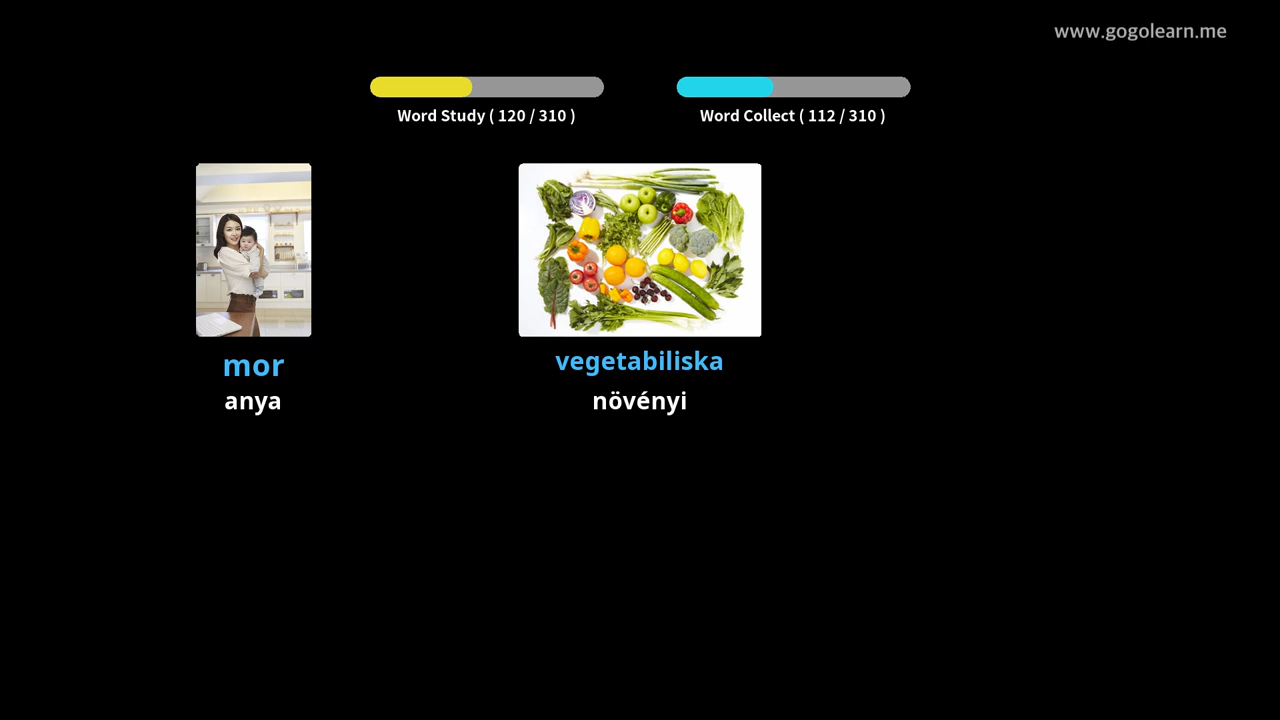 www.gogolearn.me
Word Study ( 120 / 310 )
Word Collect ( 112 / 310 )
mor
anya
vegetabiliska
növényi